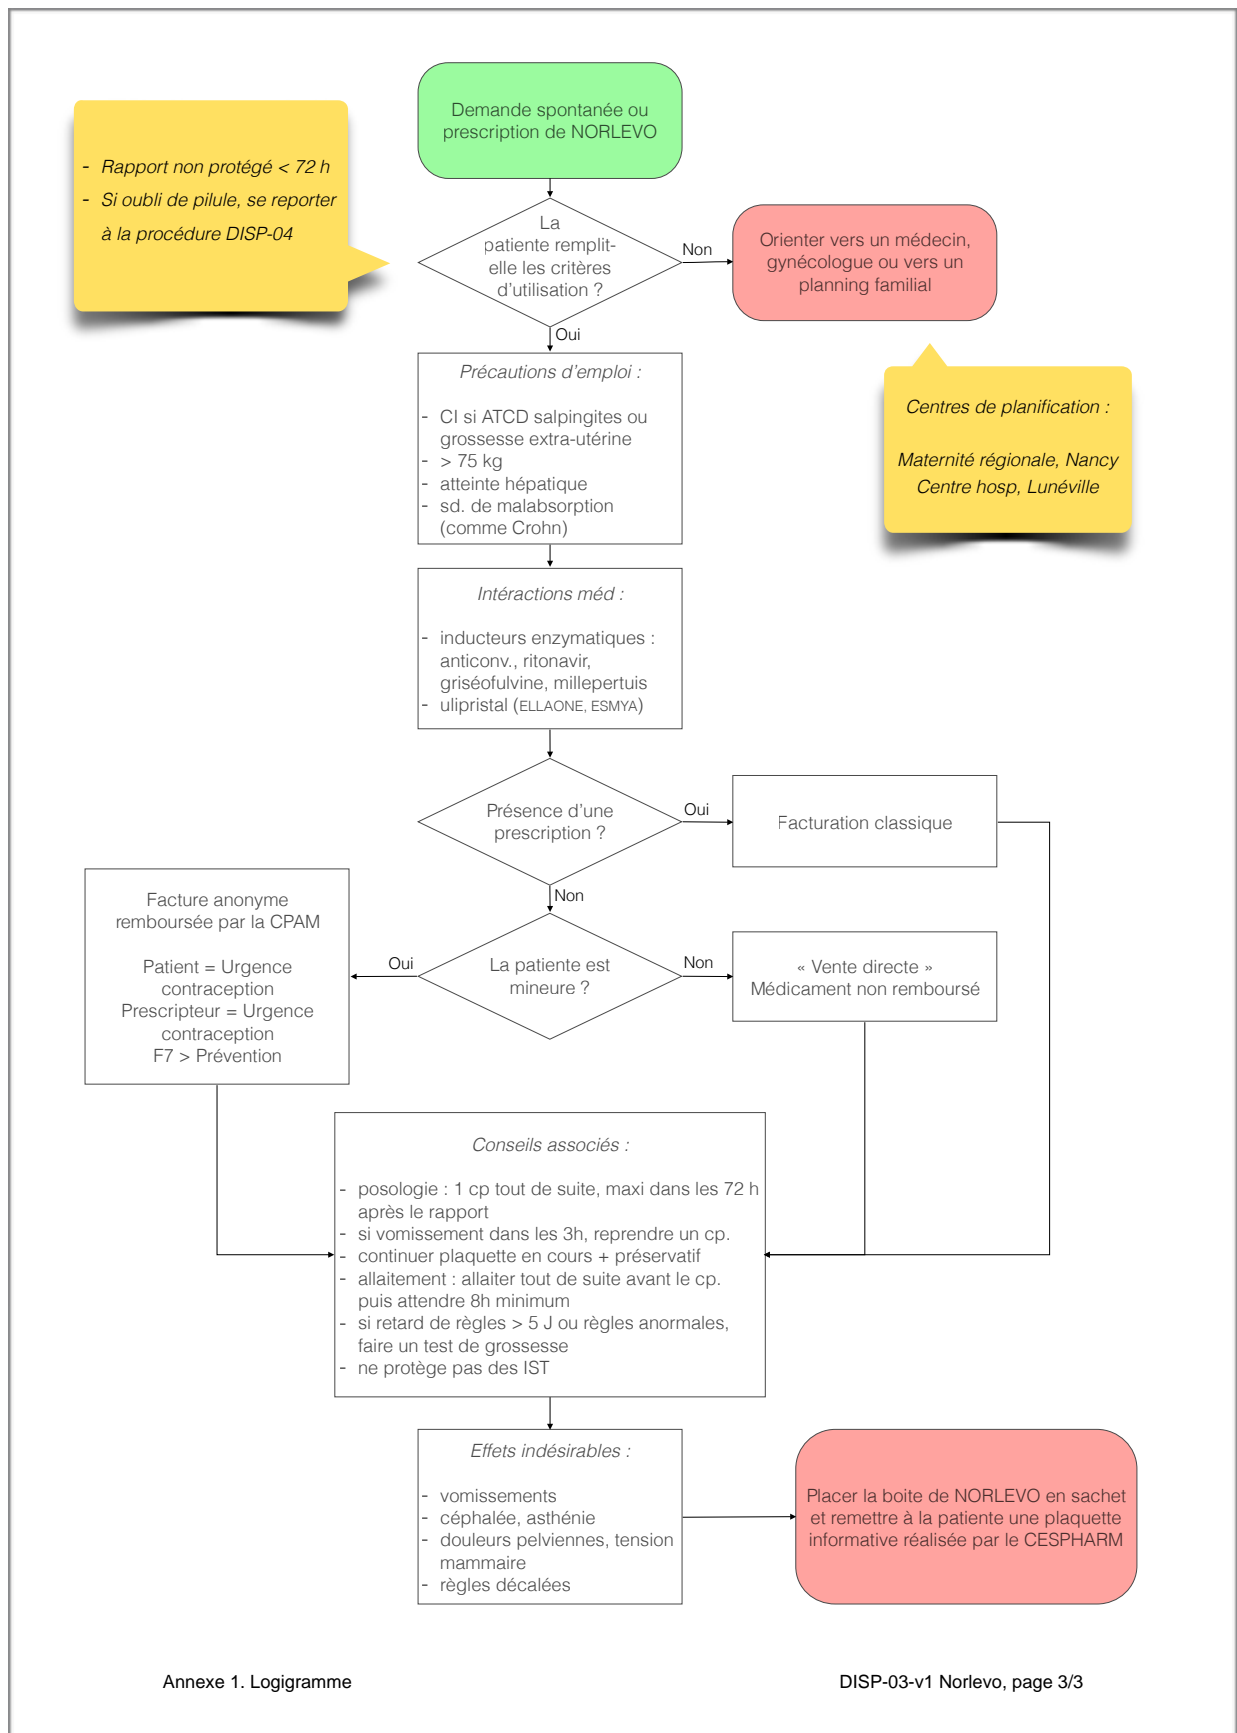 Demande spontanée ou
prescription de NORLEVO
- Rapport non protégé < 72 h
- Si oubli de pilule, se reporter
à la procédure DISP-04
La
patiente remplit-
elle les critères
d'utilisation ?
Non
Orienter vers un médecin,
gynécologue ou vers un
planning familial
Oui
Centres de planification :
Maternité régionale, Nancy
Centre hosp, Lunéville
Précautions d'emploi :
- CI si ATCD salpingites ou
grossesse extra-utérine
- > 75 kg
- atteinte hépatique
- sd. de malabsorption
(comme Crohn)
Intéractions méd :
- inducteurs enzymatiques :
anticonv., ritonavir,
griséofulvine, millepertuis
- ulipristal (ELLAONE, ESMYA)
Présence d'une
prescription ?
Oui
Facturation classique
Non
La patiente est
mineure ?
Oui
Facture anonyme
remboursée par la CPAM
Patient = Urgence
contraception
Prescripteur = Urgence
contraception
F7 > Prévention
Non
« Vente directe »
Médicament non remboursé
Conseils associés :
- posologie : 1 cp tout de suite, maxi dans les 72 h
après le rapport
- si vomissement dans les 3h, reprendre un cp.
- continuer plaquette en cours + préservatif
- allaitement : allaiter tout de suite avant le cp.
puis attendre 8h minimum
- si retard de règles > 5 J ou règles anormales,
faire un test de grossesse
- ne protège pas des IST
Effets indésirables :
- vomissements
- céphalée, asthénie
- douleurs pelviennes, tension
mammaire
- règles décalées
Placer la boite de NORLEVO en sachet
et remettre à la patiente une plaquette
informative réalisée par le CESPHARM
Annexe 1. Logigramme
DISP-03-v1 Norlevo, page 3/3